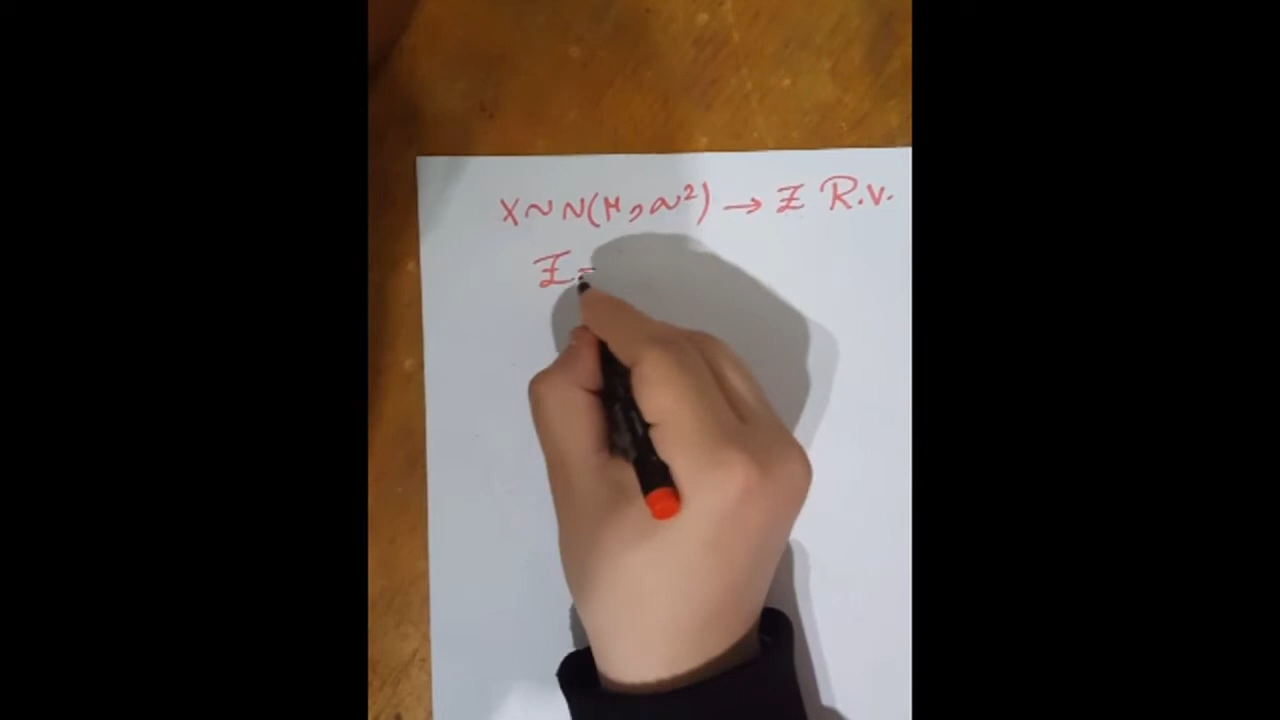 X~N(μ, σ²) → Z R.v.
Z=